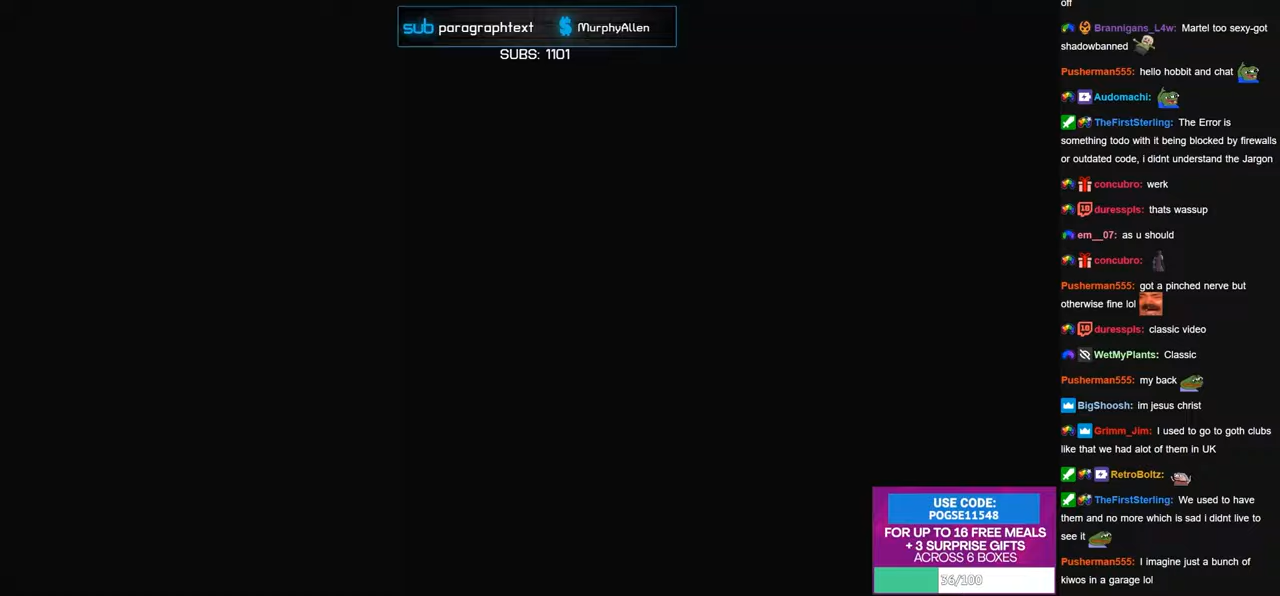 sub paragraphtext $ MurphyAllen
SUBS: 1101
off
Brannigans_L4w: Martel too sexy-got
shadowbanned
Pusherman555: hello hobbit and chat
Audomachi:
TheFirstSterling: The Error is
something todo with it being blocked by firewalls
or outdated code, i didnt understand the Jargon
concubro: werk
duresspls: thats wassup
em__07: as u should
concubro:
Pusherman555: got a pinched nerve but
otherwise fine lol
duresspls: classic video
WetMyPlants: Classic
Pusherman555: my back
BigShoosh: im jesus christ
Grimm_Jim: I used to go to goth clubs
like that we had alot of them in UK
RetroBoltz:
TheFirstSterling: We used to have
them and no more which is sad i didnt live to
see it
Pusherman555: I imagine just a bunch of
kiwos in a garage lol
USE CODE:
POGSE11548
FOR UP TO 16 FREE MEALS
+ 3 SURPRISE GIFTS
ACROSS 6 BOXES
36/100